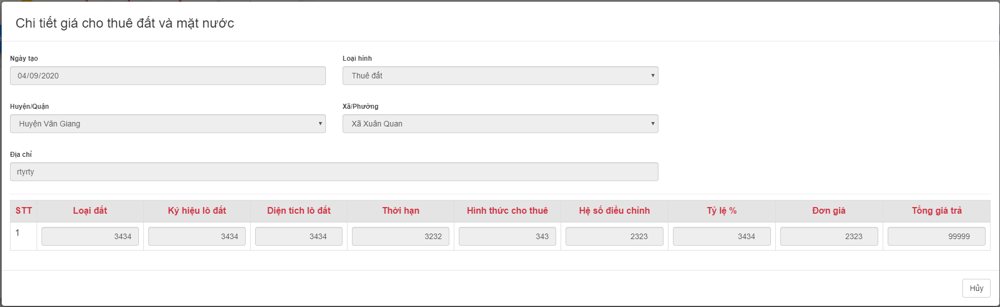 Chi tiết giá cho thuê đất và mặt nước
Ngày tạo Loại hình
04/09/2020 Thuê đất
Huyện/Quận Xã/Phường
Huyện Văn Giang Xã Xuân Quan
Địa chỉ
rtyrty
STT Loại đất Ký hiệu lô đất Diện tích lô đất Thời hạn Hình thức cho thuê Hệ số điều chỉnh Tỷ lệ % Đơn giá Tổng giá trả
1 3434 3434 3434 3232 343 2323 3434 2323 99999
Hủy